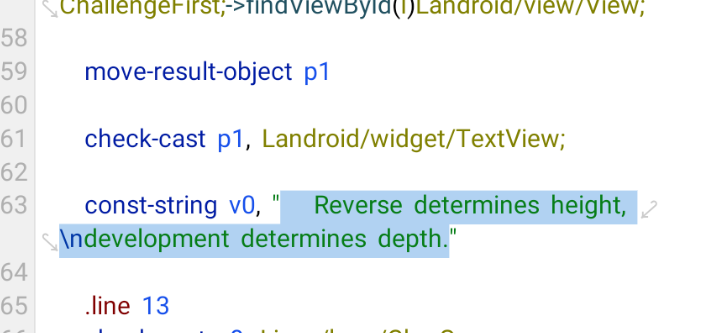 ChallengeFirst;->findViewById(I)Landroid/view/View;
58
59 move-result-object p1
60
61 check-cast p1, Landroid/widget/TextView;
62
63 const-string v0, "   Reverse determines height,
\ndevelopment determines depth."
64
65 .line 13